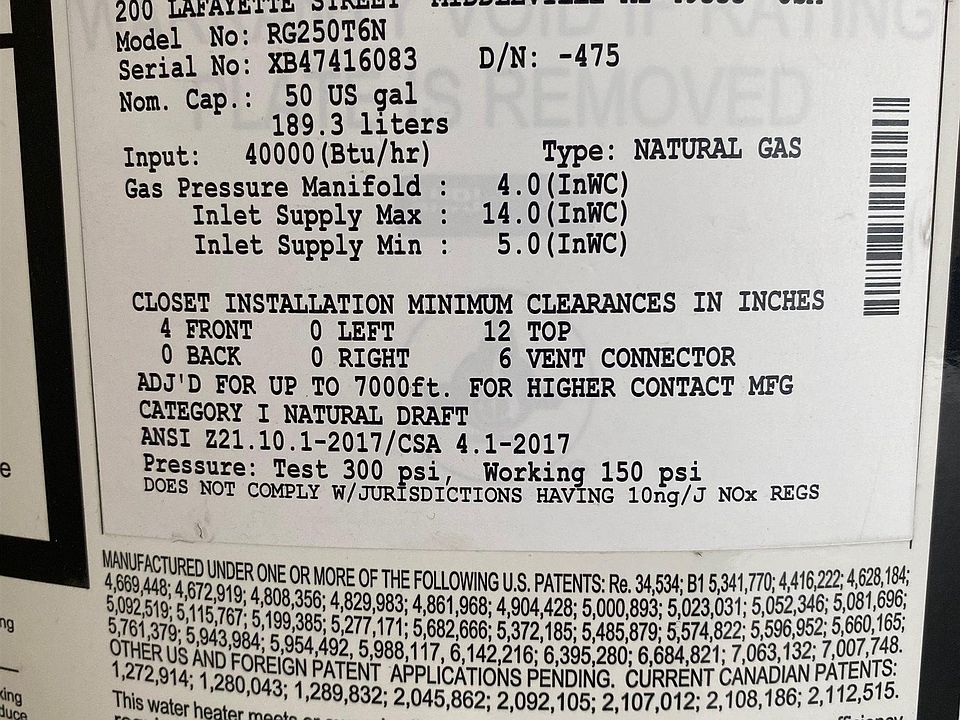 200 LAFAYETTE STREET MIDDLEVILLE MI 49333 USA
Model No: RG250T6N
Serial No: XB47416083 D/N: -475
Nom. Cap.: 50 US gal
189.3 liters
Input: 40000(Btu/hr) Type: NATURAL GAS
Gas Pressure Manifold : 4.0(InWC)
Inlet Supply Max : 14.0(InWC)
Inlet Supply Min : 5.0(InWC)
CLOSET INSTALLATION MINIMUM CLEARANCES IN INCHES
4 FRONT 0 LEFT 12 TOP
0 BACK 0 RIGHT 6 VENT CONNECTOR
ADJ'D FOR UP TO 7000ft. FOR HIGHER CONTACT MFG
CATEGORY I NATURAL DRAFT
ANSI Z21.10.1-2017/CSA 4.1-2017
Pressure: Test 300 psi, Working 150 psi
DOES NOT COMPLY W/JURISDICTIONS HAVING 10ng/J NOx REGS
MANUFACTURED UNDER ONE OR MORE OF THE FOLLOWING U.S. PATENTS: Re. 34,534; B1 5,341,770; 4,416,222; 4,628,184;
4,669,448; 4,672,919; 4,808,356; 4,829,983; 4,861,968; 4,904,428; 5,000,893; 5,023,031; 5,052,346; 5,081,696;
5,092,519; 5,115,767; 5,199,385; 5,277,171; 5,682,666; 5,372,185; 5,485,879; 5,574,822; 5,596,952; 5,660,165;
5,761,379; 5,943,984; 5,954,492, 5,988,117, 6,142,216; 6,395,280; 6,684,821; 7,063,132; 7,007,748.
OTHER US AND FOREIGN PATENT APPLICATIONS PENDING. CURRENT CANADIAN PATENTS:
1,272,914; 1,280,043; 1,289,832; 2,045,862; 2,092,105; 2,107,012; 2,108,186; 2,112,515.
This water heater meets or